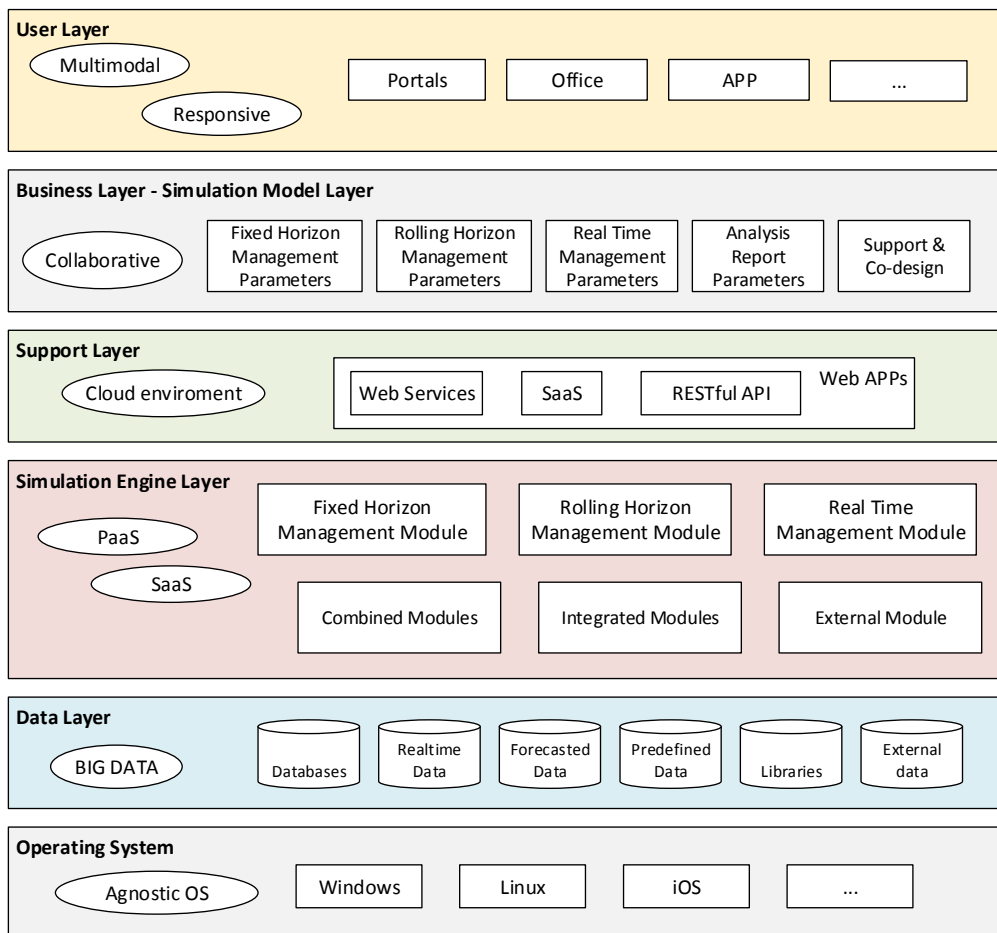 User Layer
Multimodal
Responsive
Portals
Office
APP
...
Business Layer - Simulation Model Layer
Collaborative
Fixed Horizon
Management
Parameters
Rolling Horizon
Management
Parameters
Real Time
Management
Parameters
Analysis
Report
Parameters
Support &
Co-design
Support Layer
Cloud enviroment
Web Services
SaaS
RESTful API
Web APPs
Simulation Engine Layer
PaaS
SaaS
Fixed Horizon
Management Module
Rolling Horizon
Management Module
Real Time
Management Module
Combined Modules
Integrated Modules
External Module
Data Layer
BIG DATA
Databases
Realtime
Data
Forecasted
Data
Predefined
Data
Libraries
External
data
Operating System
Agnostic OS
Windows
Linux
iOS
...